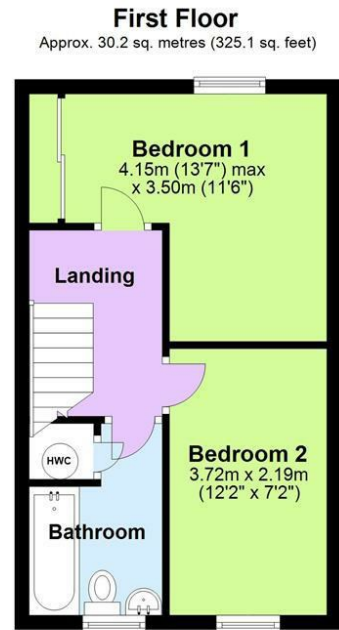 First Floor
Approx. 30.2 sq. metres (325.1 sq. feet)
Bedroom 1
4.15m (13'7") max
x 3.50m (11'6")
Landing
Bedroom 2
3.72m x 2.19m
(12'2" x 7'2")
HWC
Bathroom